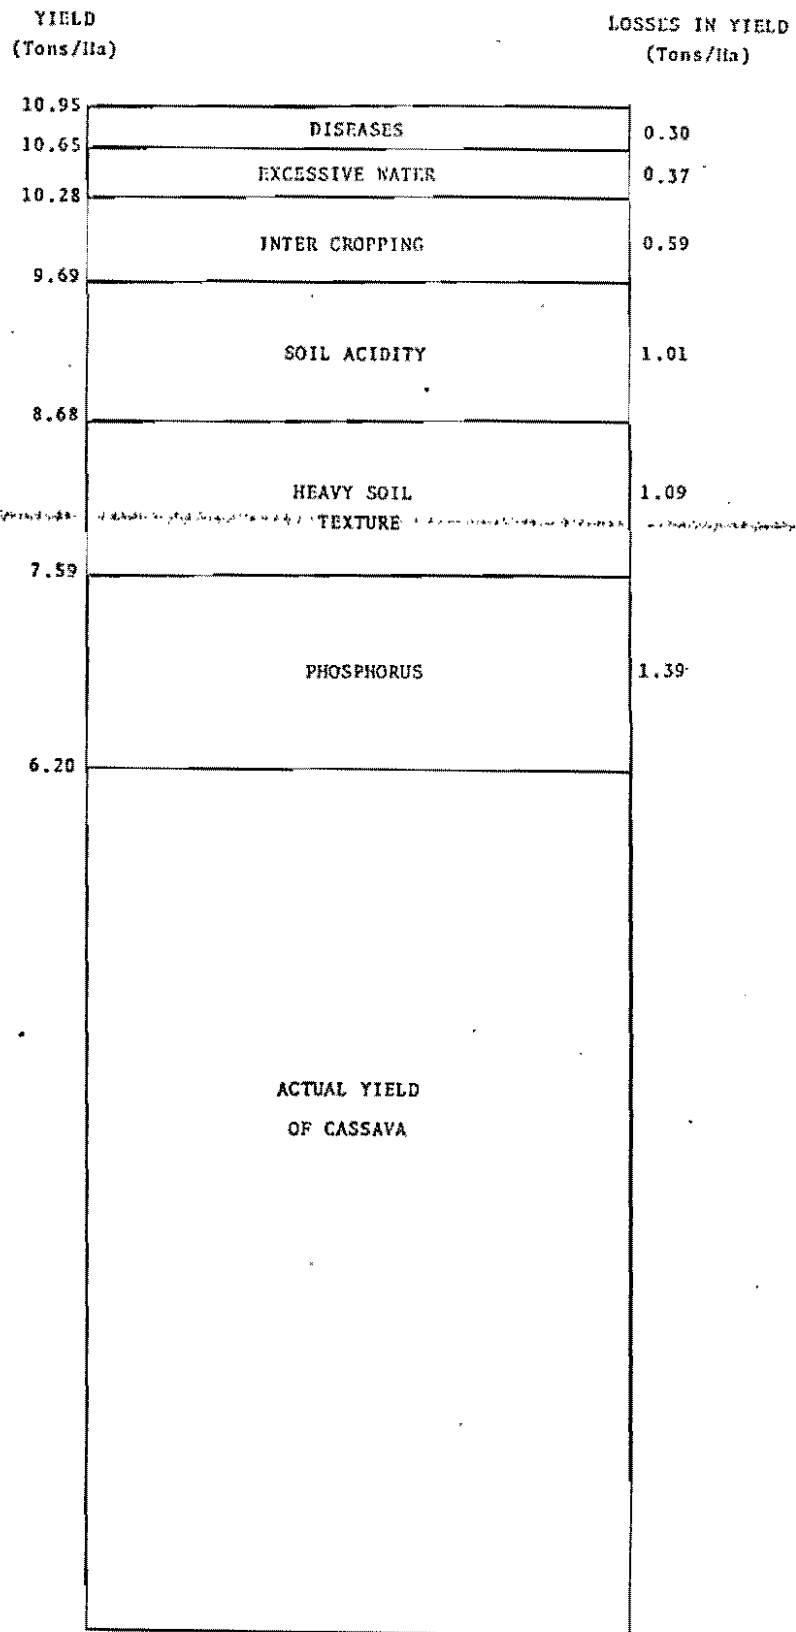 YIELD
(Tons/Ha)
LOSSES IN YIELD
(Tons/Ha)
10.95
DISEASES
0.30
10.65
EXCESSIVE WATER
0.37
10.28
INTER CROPPING
0.59
9.69
SOIL ACIDITY
1.01
8.68
HEAVY SOIL
1.09
TEXTURE
7.59
PHOSPHORUS
1.39
6.20
ACTUAL YIELD
OF CASSAVA